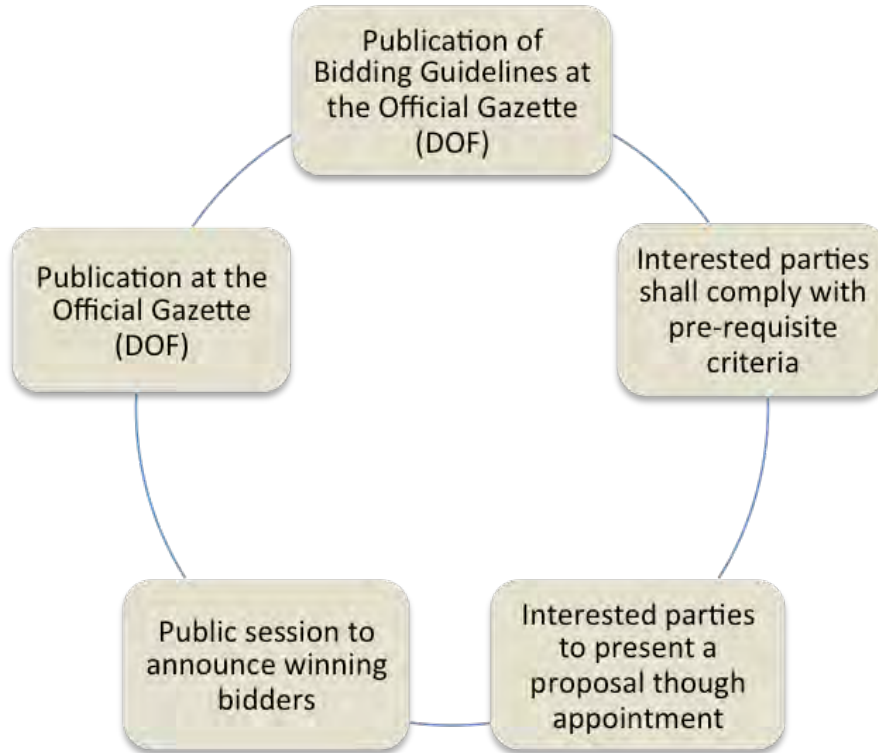 Publication of
Bidding Guidelines at
the Official Gazette
(DOF)
Interested parties
shall comply with
pre-requisite
criteria
Interested parties
to present a
proposal though
appointment
Public session to
announce winning
bidders
Publication at the
Official Gazette
(DOF)